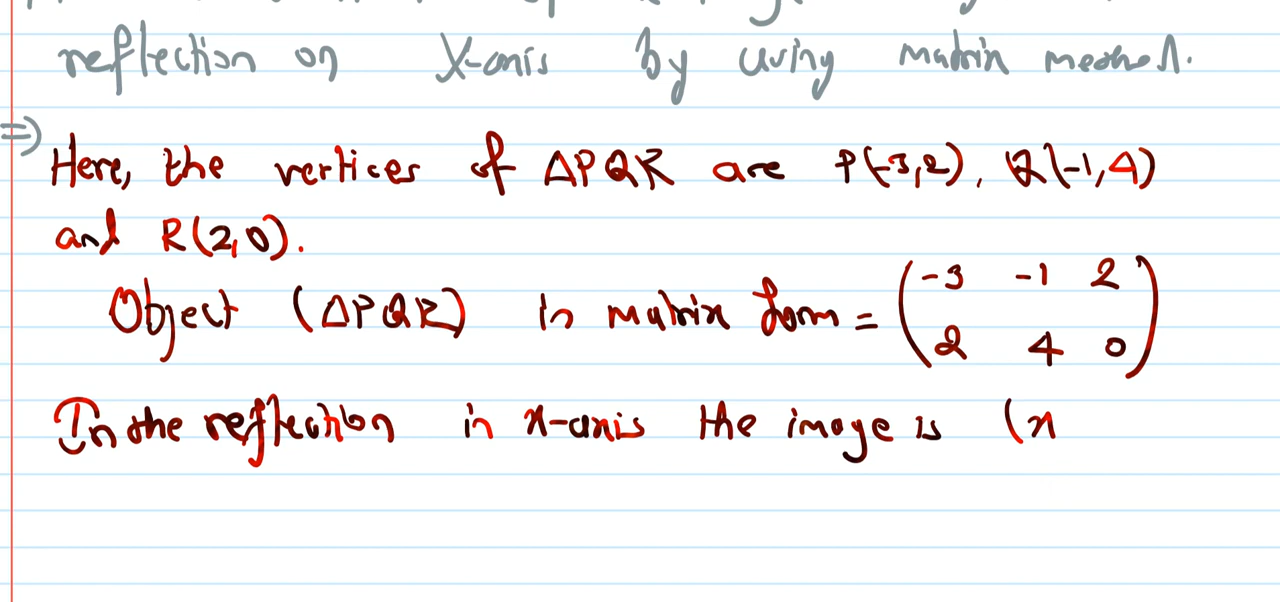 reflection on X-axis by using matrix method.
=> Here, the vertices of ΔPQR are P(-3,2), Q(-1,4)
and R(2,0).
Object (ΔPQR) in matrix form = ( -3 -1 2
2 4 0 )
In the reflection in x-axis the image is (x